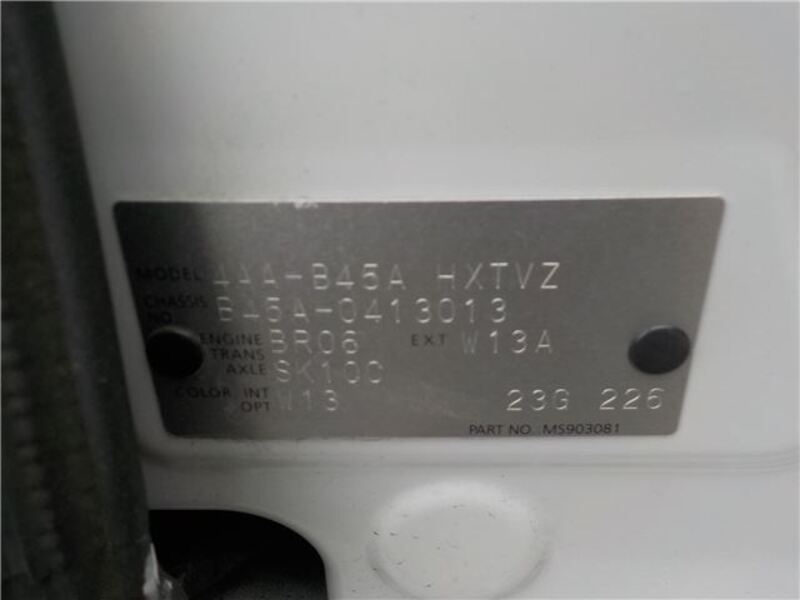 MODEL 4AA-B45A HXTVZ
CHASSIS NO. B45A-0413013
ENGINE BR06 EXT W13A
TRANS AXLE SK10C
COLOR INT W13
OPT 23G 226
PART NO. MS903081